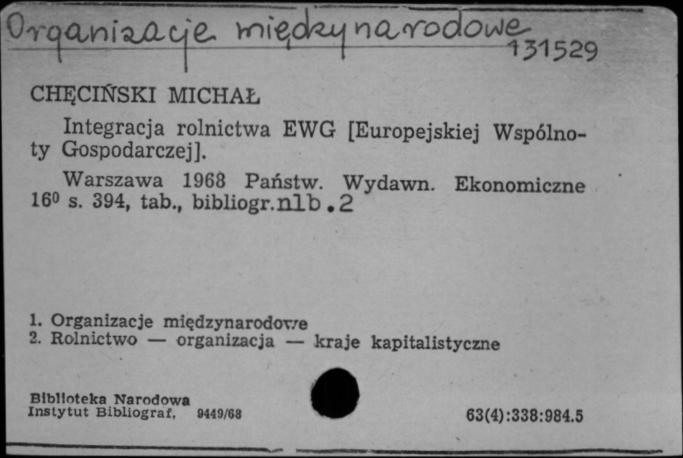 Organizacje międzynarodowe
131529
CHĘCIŃSKI MICHAŁ
Integracja rolnictwa EWG [Europejskiej Wspólno-
ty Gospodarczej].
Warszawa 1968 Państw. Wydawn. Ekonomiczne
16⁰ s. 394, tab., bibliogr.nlb.2
1. Organizacje międzynarodowe
2. Rolnictwo — organizacja — kraje kapitalistyczne
Biblioteka Narodowa
Instytut Bibliograf. 9449/68
63(4):338:984.5